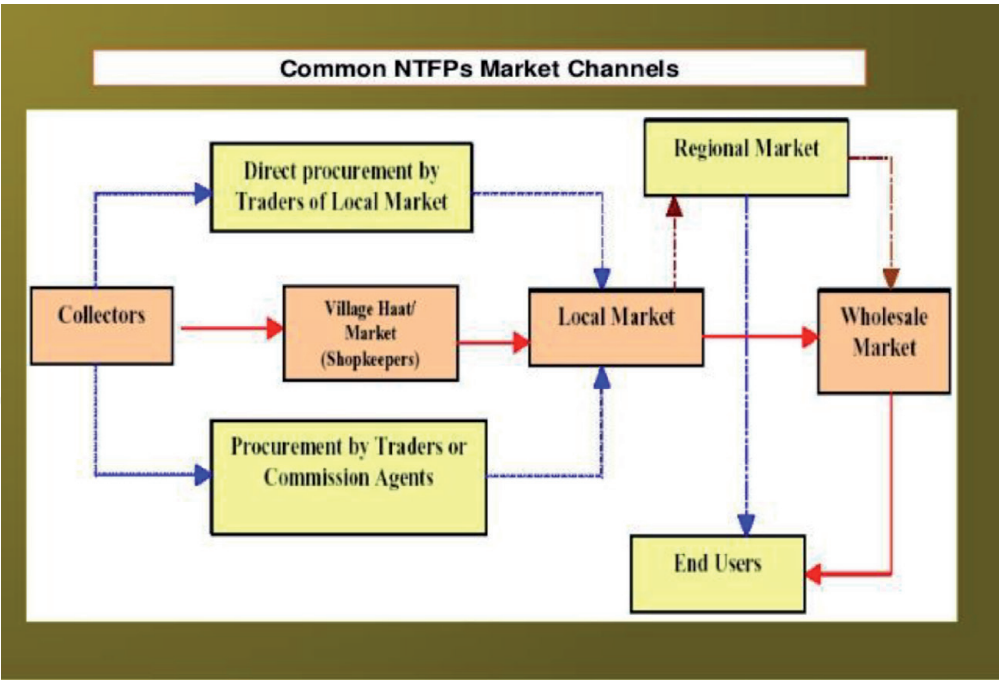 Common NTFPs Market Channels
Regional Market
Direct procurement by
Traders of Local Market
Collectors
Village Haat/
Market
(Shopkeepers)
Local Market
Wholesale
Market
Procurement by Traders or
Commission Agents
End Users